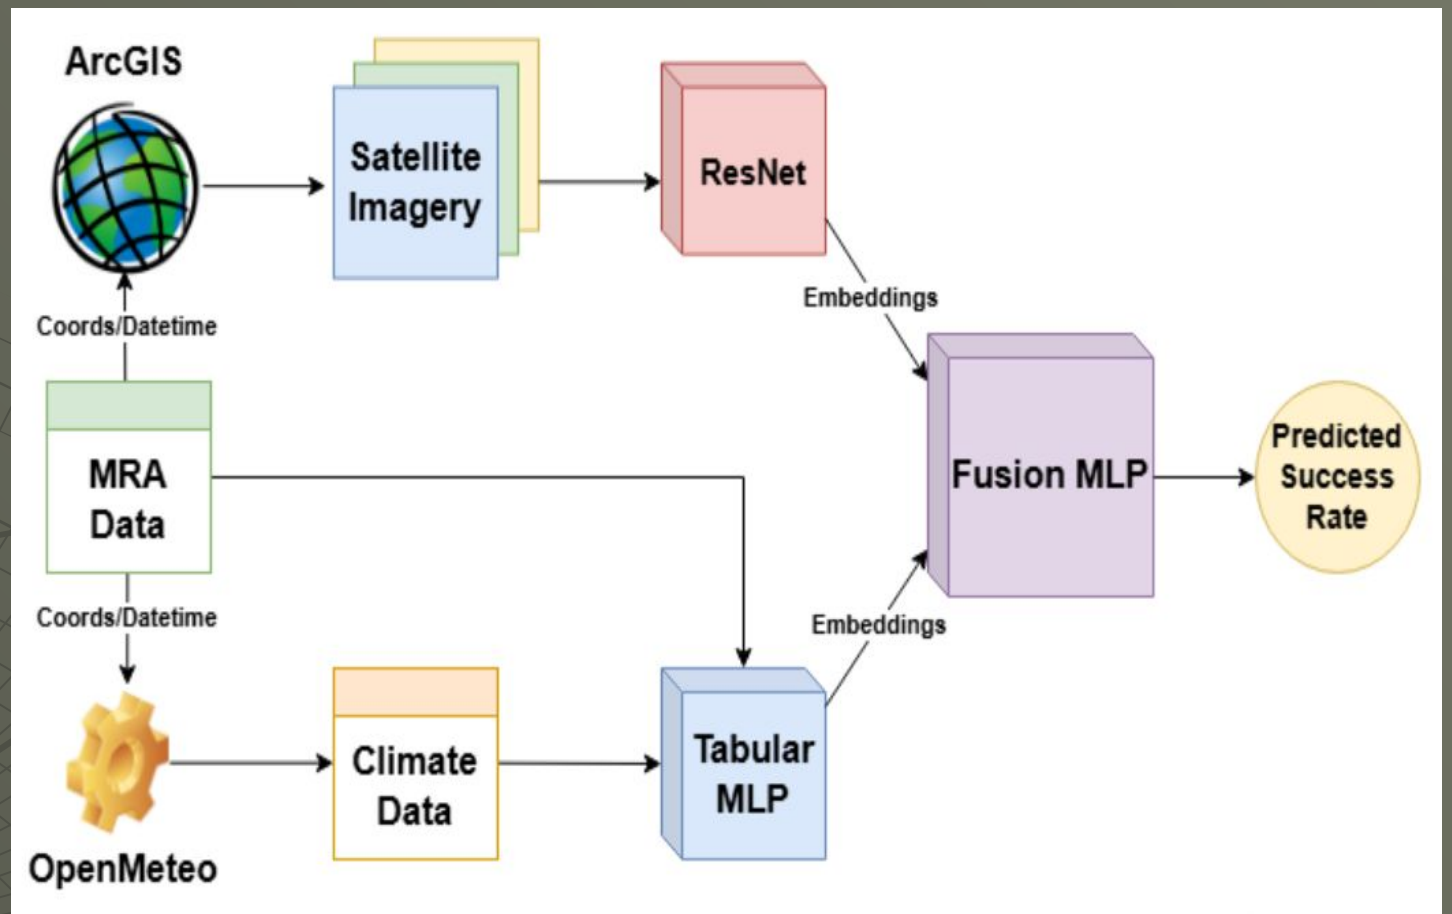 ArcGIS
Satellite
Imagery
ResNet
Embeddings
Coords/Datetime
MRA
Data
Fusion MLP
Predicted
Success
Rate
Coords/Datetime
Embeddings
Climate
Data
Tabular
MLP
OpenMeteo